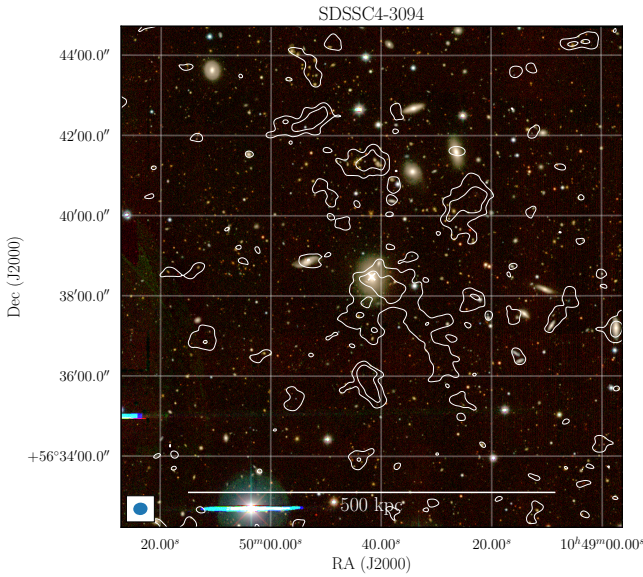 SDSSC4-3094
44′00.0″
42′00.0″
40′00.0″
38′00.0″
36′00.0″
+56°34′00.0″
Dec (J2000)
500 kpc
20.00ˢ 50ᵐ00.00ˢ 40.00ˢ 20.00ˢ 10ʰ49ᵐ00.00ˢ
RA (J2000)